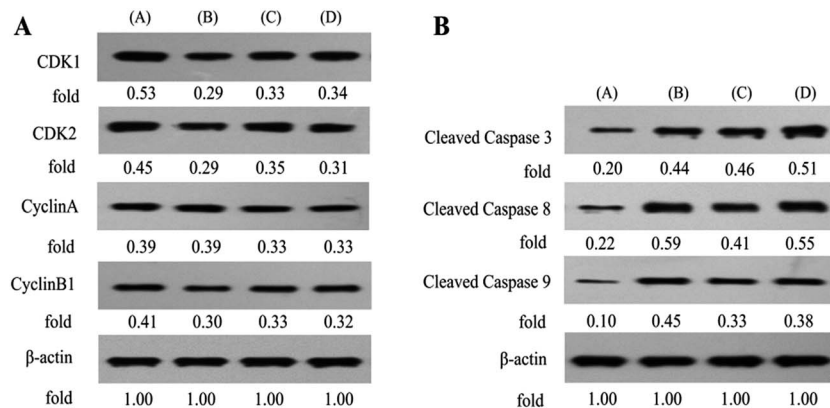 A
(A) (B) (C) (D)
CDK1
fold 0.53 0.29 0.33 0.34
CDK2
fold 0.45 0.29 0.35 0.31
CyclinA
fold 0.39 0.39 0.33 0.33
CyclinB1
fold 0.41 0.30 0.33 0.32
β-actin
fold 1.00 1.00 1.00 1.00
B
(A) (B) (C) (D)
Cleaved Caspase 3
fold 0.20 0.44 0.46 0.51
Cleaved Caspase 8
fold 0.22 0.59 0.41 0.55
Cleaved Caspase 9
fold 0.10 0.45 0.33 0.38
β-actin
fold 1.00 1.00 1.00 1.00